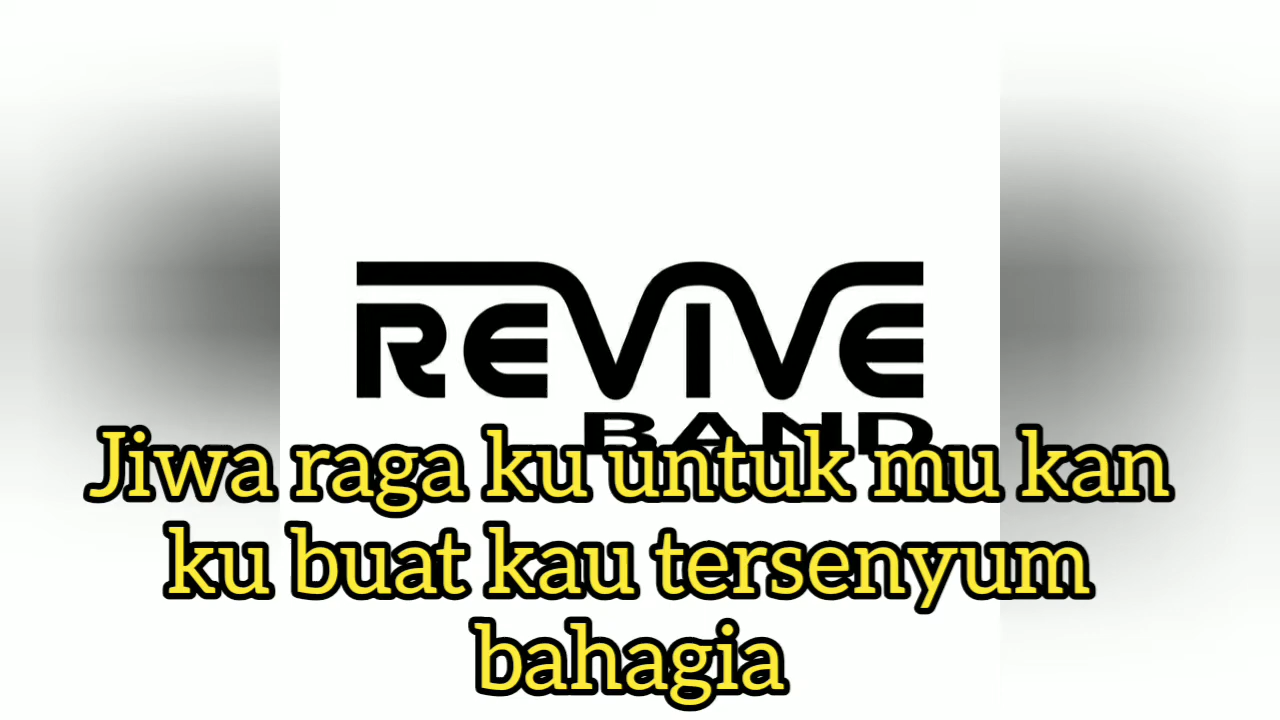 REVIVE
BAND
Jiwa raga ku untuk mu kan
ku buat kau tersenyum
bahagia